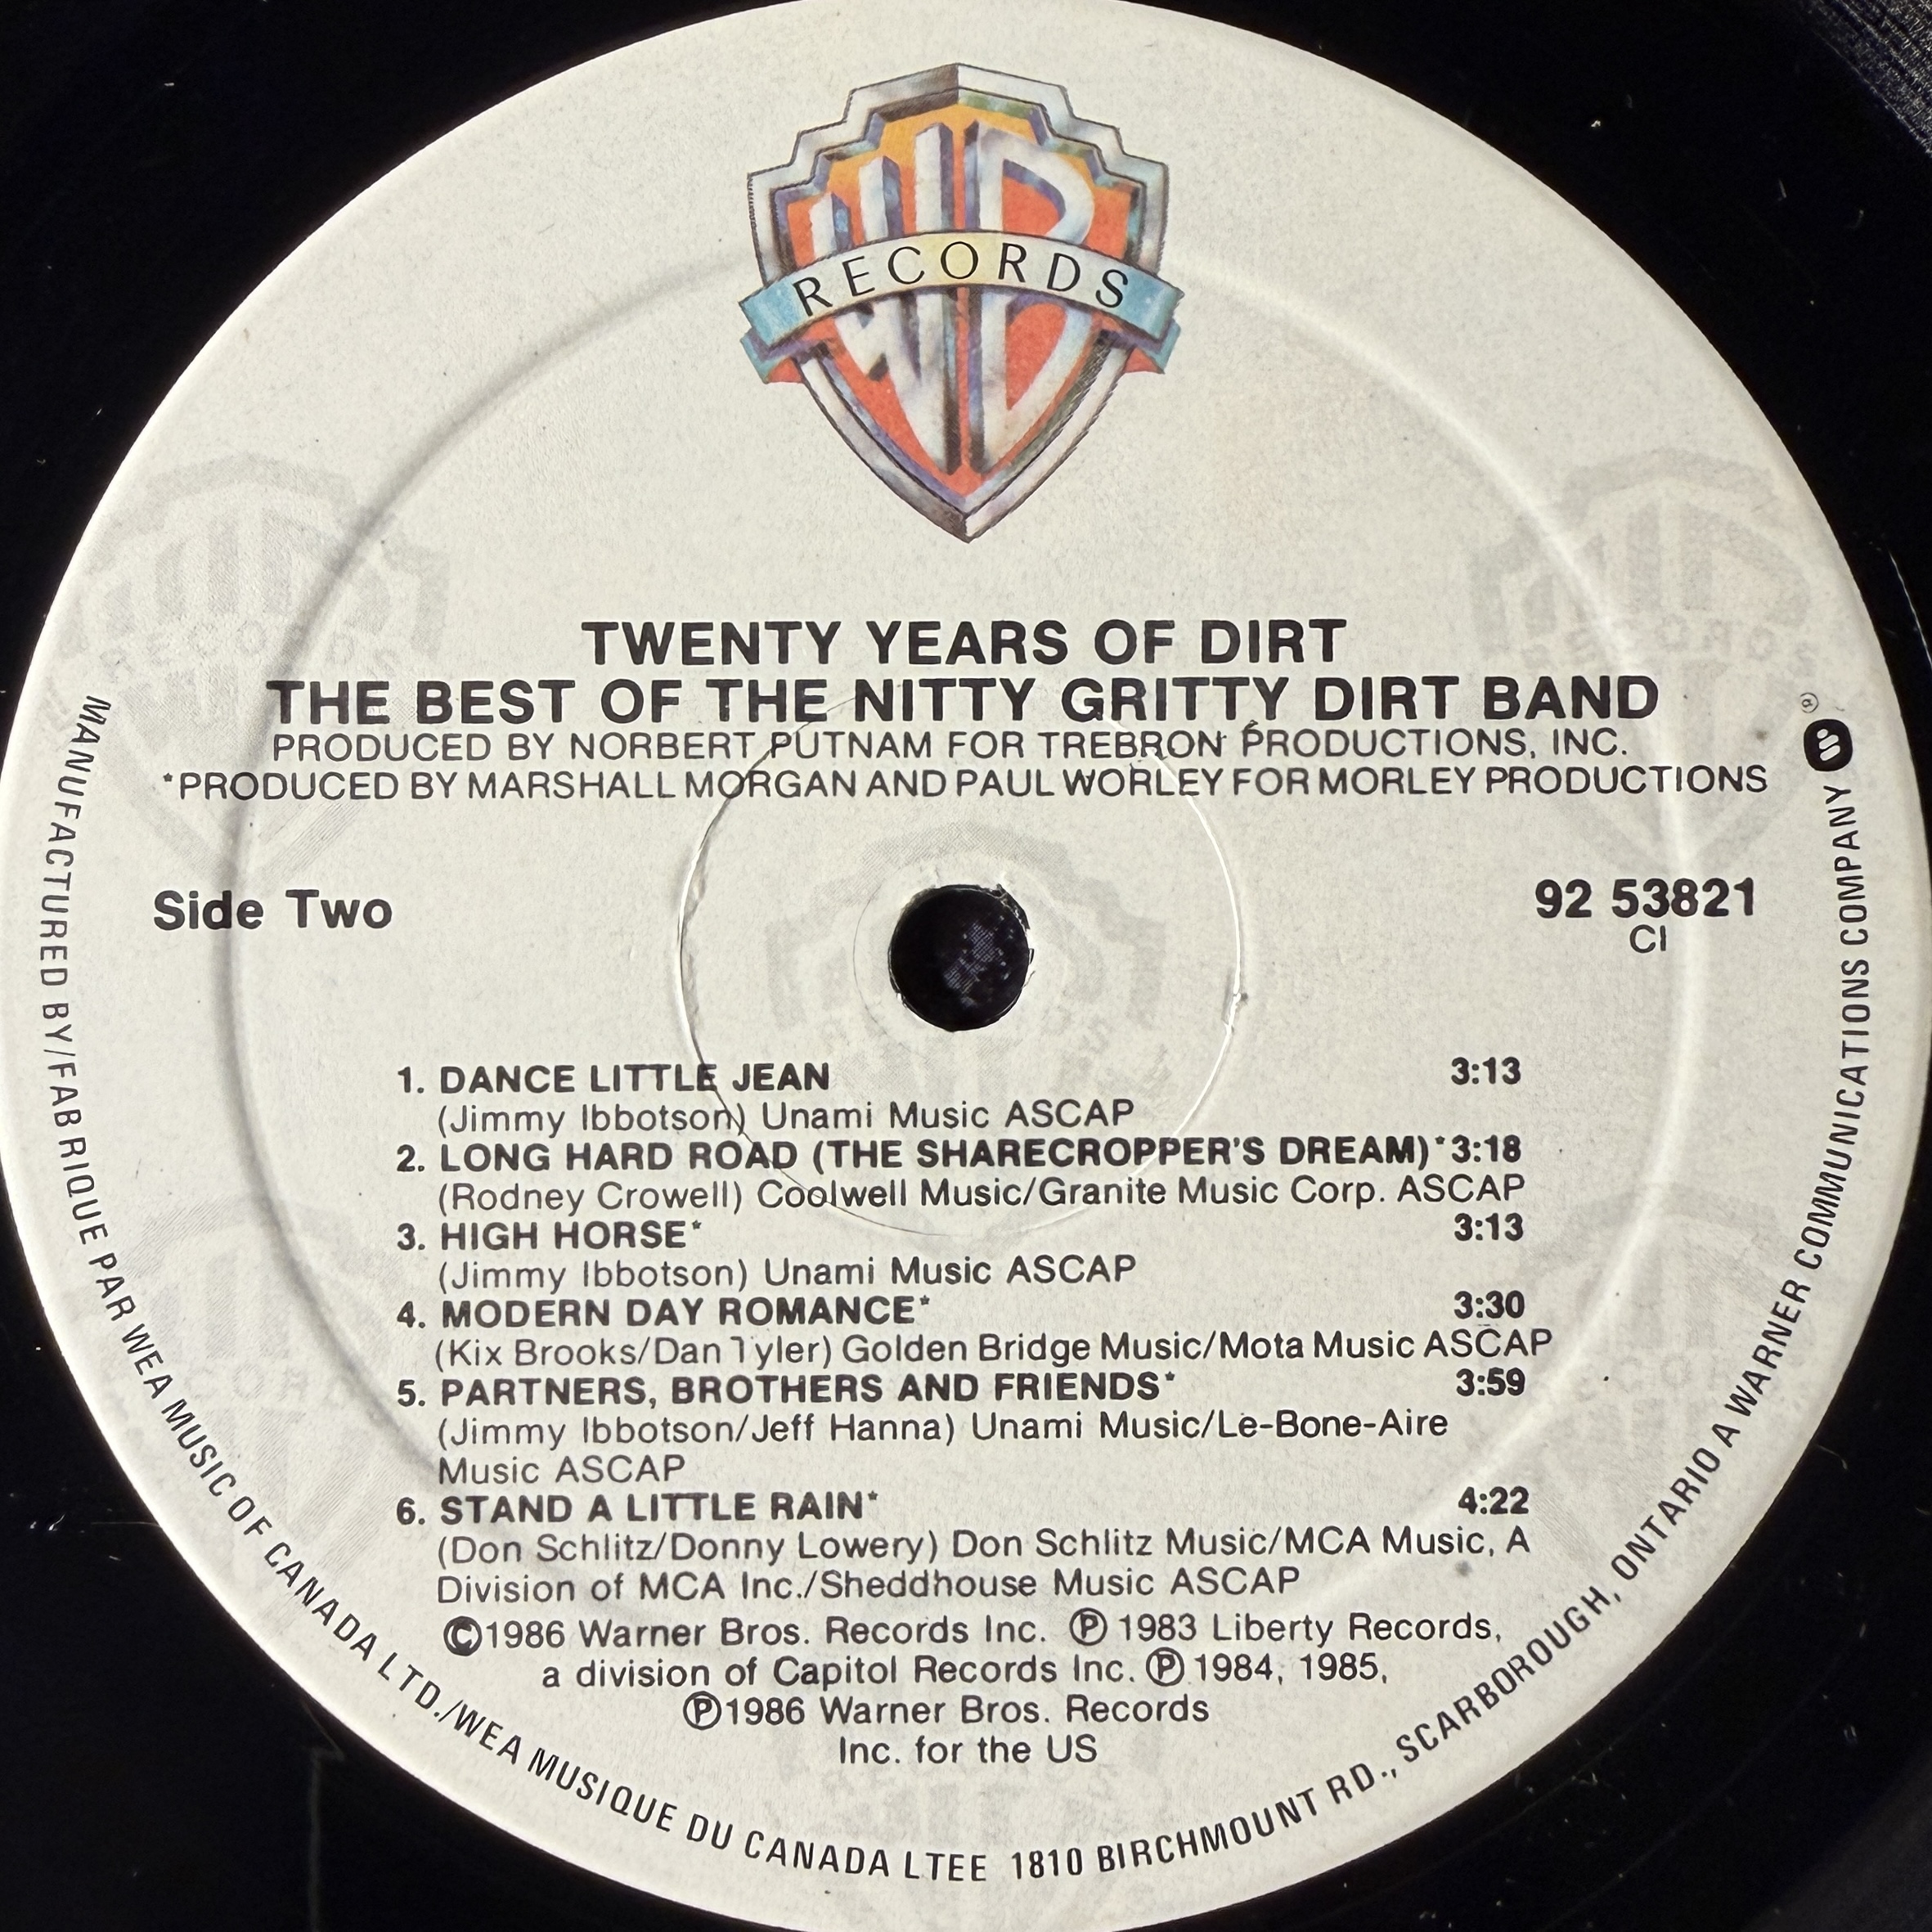 RECORDS
TWENTY YEARS OF DIRT
THE BEST OF THE NITTY GRITTY DIRT BAND
PRODUCED BY NORBERT PUTNAM FOR TREBRON PRODUCTIONS, INC.
*PRODUCED BY MARSHALL MORGAN AND PAUL WORLEY FOR MORLEY PRODUCTIONS
Side Two
92 53821
CI
1. DANCE LITTLE JEAN 3:13
(Jimmy Ibbotson) Unami Music ASCAP
2. LONG HARD ROAD (THE SHARECROPPER'S DREAM)* 3:18
(Rodney Crowell) Coolwell Music/Granite Music Corp. ASCAP
3. HIGH HORSE* 3:13
(Jimmy Ibbotson) Unami Music ASCAP
4. MODERN DAY ROMANCE* 3:30
(Kix Brooks/Dan Tyler) Golden Bridge Music/Mota Music ASCAP
5. PARTNERS, BROTHERS AND FRIENDS* 3:59
(Jimmy Ibbotson/Jeff Hanna) Unami Music/Le-Bone-Aire
Music ASCAP
6. STAND A LITTLE RAIN* 4:22
(Don Schlitz/Donny Lowery) Don Schlitz Music/MCA Music, A
Division of MCA Inc./Sheddhouse Music ASCAP
©1986 Warner Bros. Records Inc. ℗ 1983 Liberty Records,
a division of Capitol Records Inc. ℗ 1984, 1985,
℗1986 Warner Bros. Records
Inc. for the US
MANUFACTURED BY/FABRIQUE PAR WEA MUSIC OF CANADA LTD./WEA MUSIQUE DU CANADA LTEE 1810 BIRCHMOUNT RD., SCARBOROUGH, ONTARIO A WARNER COMMUNICATIONS COMPANY ®